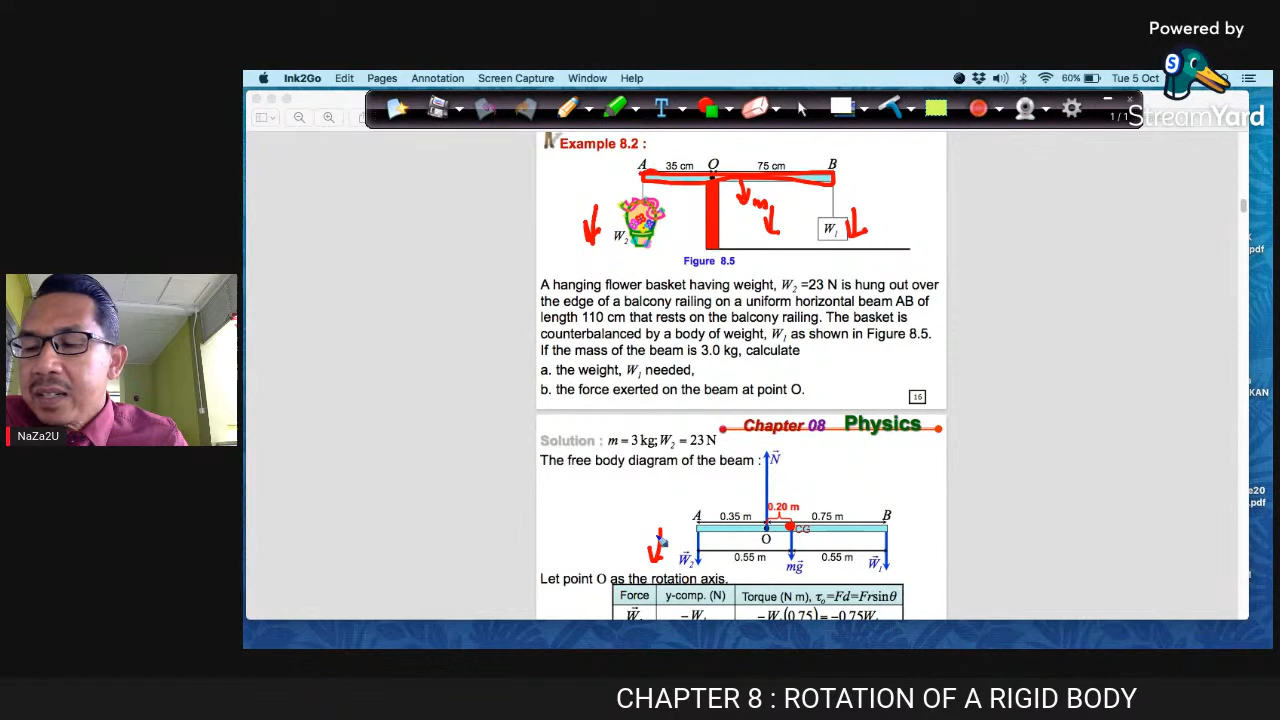 Powered by
S
StreamYard
Ink2Go Edit Pages Annotation Screen Capture Window Help 60% Tue 5 Oct
T
1/1
Example 8.2 :
A 35 cm O 75 cm B
m
W2 W1
Figure 8.5
A hanging flower basket having weight, W2 =23 N is hung out over
the edge of a balcony railing on a uniform horizontal beam AB of
length 110 cm that rests on the balcony railing. The basket is
counterbalanced by a body of weight, W1 as shown in Figure 8.5.
If the mass of the beam is 3.0 kg, calculate
a. the weight, W1 needed,
b. the force exerted on the beam at point O.
16
Chapter 08 Physics
Solution : m = 3 kg; W2 = 23 N
The free body diagram of the beam :
N
0.20 m
A 0.35 m 0.75 m B
CG
O
0.55 m 0.55 m
W2 mg W1
Let point O as the rotation axis.
Force y-comp. (N) Torque (N m), τo=Fd=Frsinθ
.pdf
KAN
e20
.pdf
NaZa2U
CHAPTER 8 : ROTATION OF A RIGID BODY